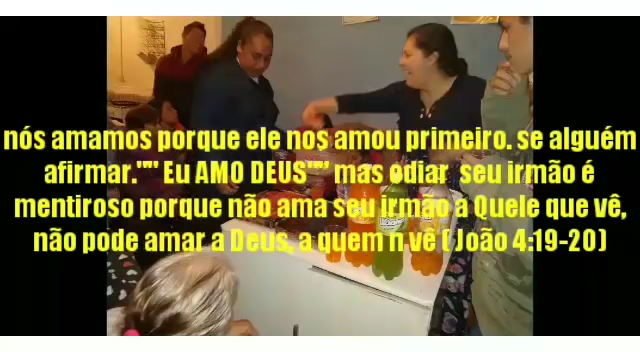 nós amamos porque ele nos amou primeiro. se alguém
afirmar."" Eu AMO DEUS"" mas odiar seu irmão é
mentiroso porque não ama seu irmão a Quele que vê,
não pode amar a Deus, a quem ñ vê ( João 4:19-20)